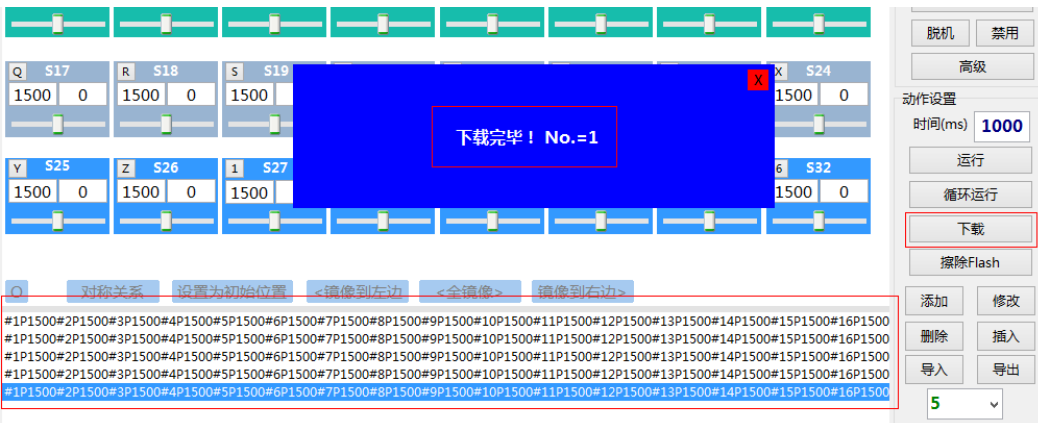 脱机 禁用
高级
Q S17 R S18 S S19 X S24
1500 0 1500 0 1500 1500 0
动作设置
时间(ms) 1000
下载完毕！ No.=1
X
运行
Y S25 Z S26 1 S27 6 S32
1500 0 1500 0 1500 1500 0
循环运行
下载
擦除Flash
O 对称关系 设置为初始位置 <镜像到左边 <全镜像> 镜像到右边>
添加 修改
#1P1500#2P1500#3P1500#4P1500#5P1500#6P1500#7P1500#8P1500#9P1500#10P1500#11P1500#12P1500#13P1500#14P1500#15P1500#16P1500
#1P1500#2P1500#3P1500#4P1500#5P1500#6P1500#7P1500#8P1500#9P1500#10P1500#11P1500#12P1500#13P1500#14P1500#15P1500#16P1500
#1P1500#2P1500#3P1500#4P1500#5P1500#6P1500#7P1500#8P1500#9P1500#10P1500#11P1500#12P1500#13P1500#14P1500#15P1500#16P1500
#1P1500#2P1500#3P1500#4P1500#5P1500#6P1500#7P1500#8P1500#9P1500#10P1500#11P1500#12P1500#13P1500#14P1500#15P1500#16P1500
#1P1500#2P1500#3P1500#4P1500#5P1500#6P1500#7P1500#8P1500#9P1500#10P1500#11P1500#12P1500#13P1500#14P1500#15P1500#16P1500
删除 插入
导入 导出
5